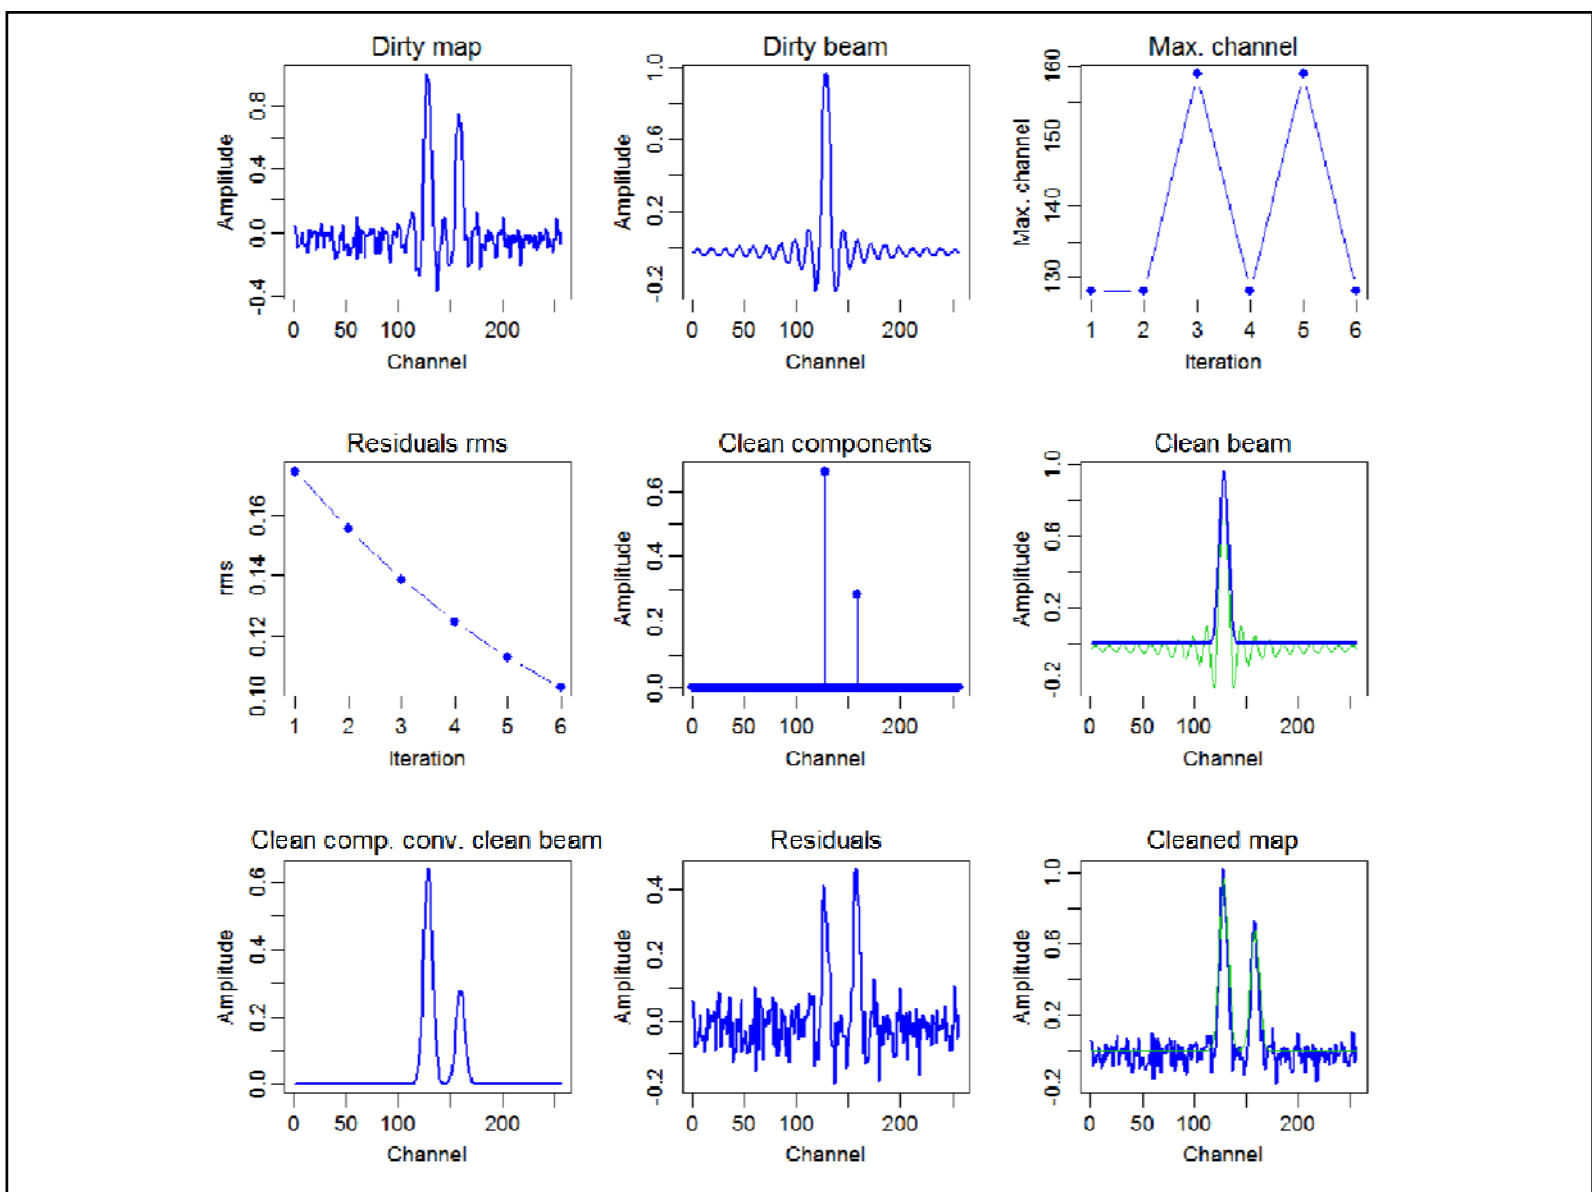 Dirty map
Amplitude
-0.4 0.0 0.4 0.8
0 50 100 200
Channel
Dirty beam
Amplitude
-0.2 0.2 0.6 1.0
0 50 100 200
Channel
Max. channel
Max. channel
130 140 150 160
1 2 3 4 5 6
Iteration
Residuals rms
rms
0.10 0.12 0.14 0.16
1 2 3 4 5 6
Iteration
Clean components
Amplitude
0.0 0.2 0.4 0.6
0 50 100 200
Channel
Clean beam
Amplitude
-0.2 0.2 0.6 1.0
0 50 100 200
Channel
Clean comp. conv. clean beam
Amplitude
0.0 0.2 0.4 0.6
0 50 100 200
Channel
Residuals
Amplitude
-0.2 0.0 0.2 0.4
0 50 100 200
Channel
Cleaned map
Amplitude
-0.2 0.2 0.6 1.0
0 50 100 200
Channel